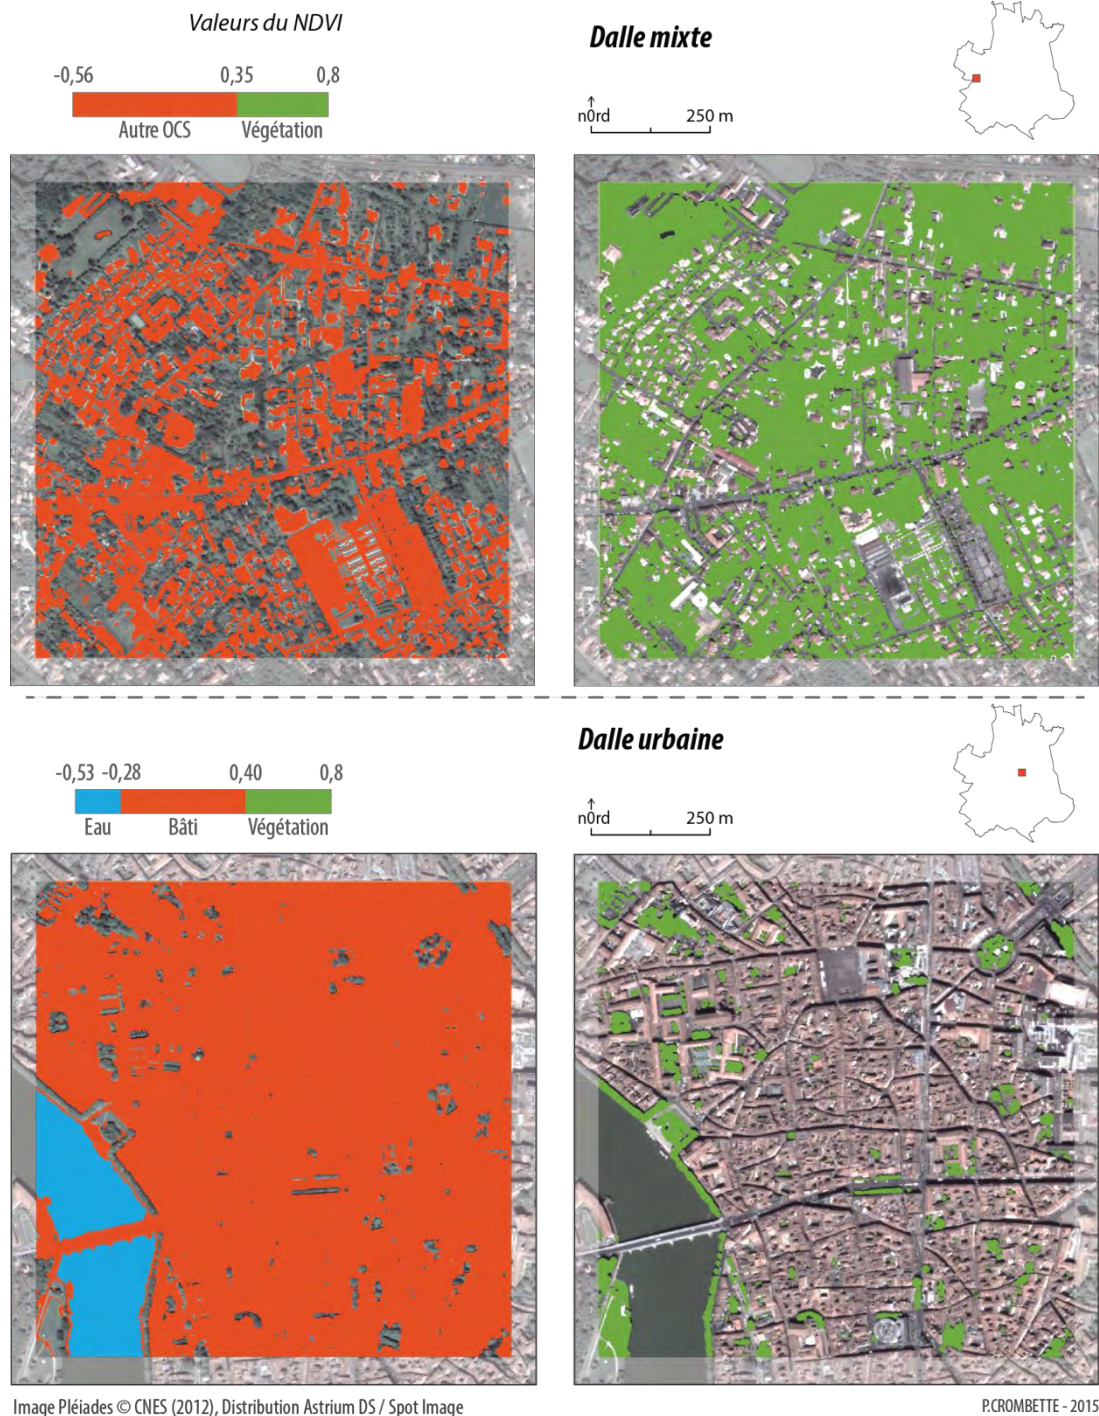 Valeurs du NDVI
-0,56 0,35 0,8
Autre OCS Végétation
Dalle mixte
n0rd 250 m
-0,53 -0,28 0,40 0,8
Eau Bâti Végétation
Dalle urbaine
n0rd 250 m
Image Pléiades © CNES (2012), Distribution Astrium DS / Spot Image
P.CROMBETTE - 2015